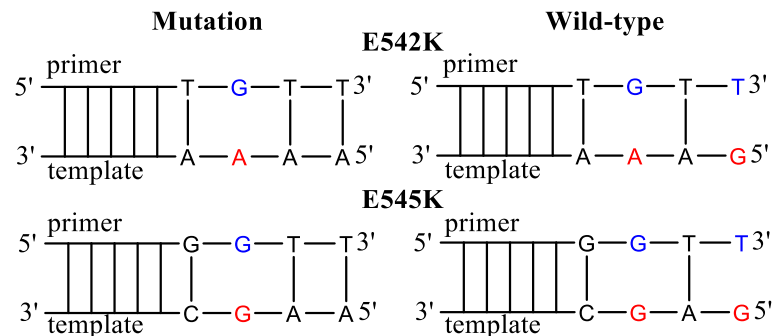 Mutation Wild-type
E542K
primer primer
5' T G T T 3' 5' T G T T 3'
3' A A A A 5' 3' A A A G 5'
template template
E545K
primer primer
5' G G T T 3' 5' G G T T 3'
3' C G A A 5' 3' C G A G 5'
template template